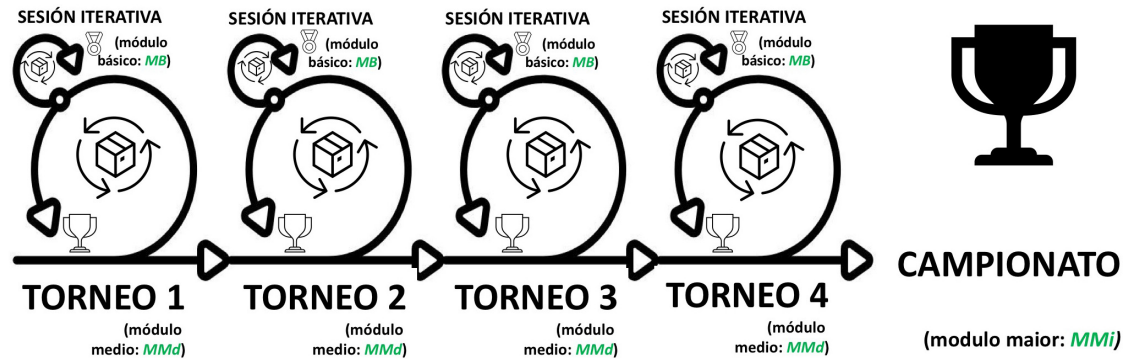 SESIÓN ITERATIVA
(módulo
básico: MB)
SESIÓN ITERATIVA
(módulo
básico: MB)
SESIÓN ITERATIVA
(módulo
básico: MB)
SESIÓN ITERATIVA
(módulo
básico: MB)
TORNEO 1
(módulo
medio: MMd)
TORNEO 2
(módulo
medio: MMd)
TORNEO 3
(módulo
medio: MMd)
TORNEO 4
(módulo
medio: MMd)
CAMPIONATO
(modulo maior: MMi)